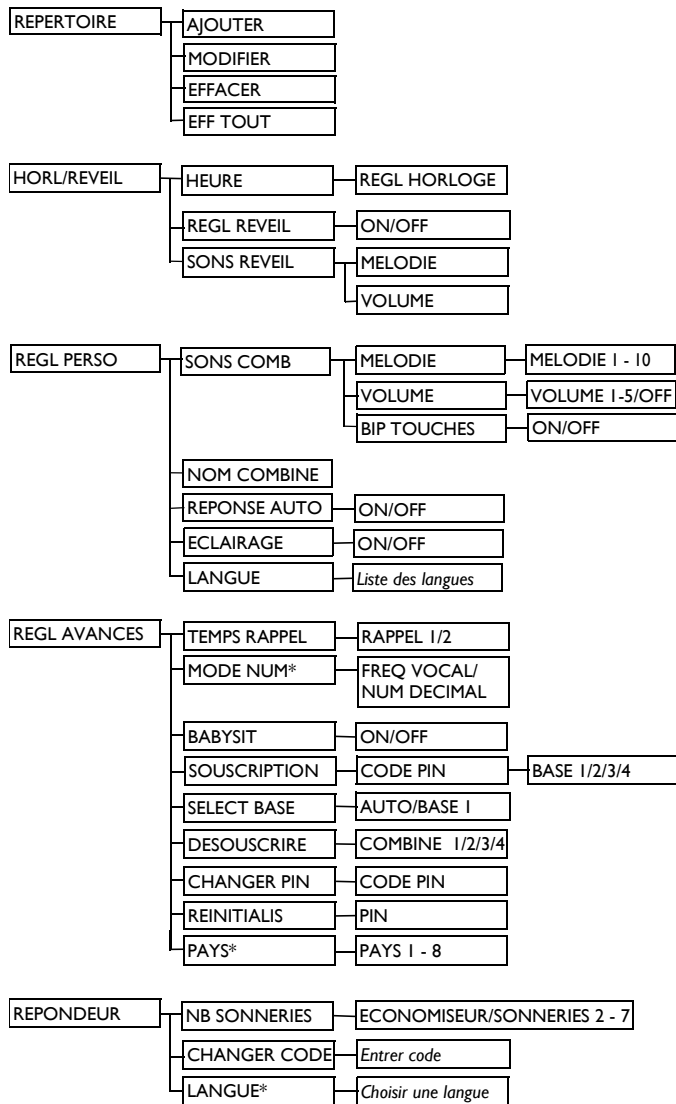 REPERTOIRE AJOUTER
MODIFIER
EFFACER
EFF TOUT
HORL/REVEIL HEURE REGL HORLOGE
REGL REVEIL ON/OFF
SONS REVEIL MELODIE
VOLUME
REGL PERSO SONS COMB MELODIE MELODIE 1 - 10
VOLUME VOLUME 1-5/OFF
BIP TOUCHES ON/OFF
NOM COMBINE
REPONSE AUTO ON/OFF
ECLAIRAGE ON/OFF
LANGUE Liste des langues
REGL AVANCES TEMPS RAPPEL RAPPEL 1/2
MODE NUM* FREQ VOCAL/
NUM DECIMAL
BABYSIT ON/OFF
SOUSCRIPTION CODE PIN BASE 1/2/3/4
SELECT BASE AUTO/BASE 1
DESOUSCRIRE COMBINE 1/2/3/4
CHANGER PIN CODE PIN
REINITIALIS PIN
PAYS* PAYS 1 - 8
REPONDEUR NB SONNERIES ECONOMISEUR/SONNERIES 2 - 7
CHANGER CODE Entrer code
LANGUE* Choisir une langue